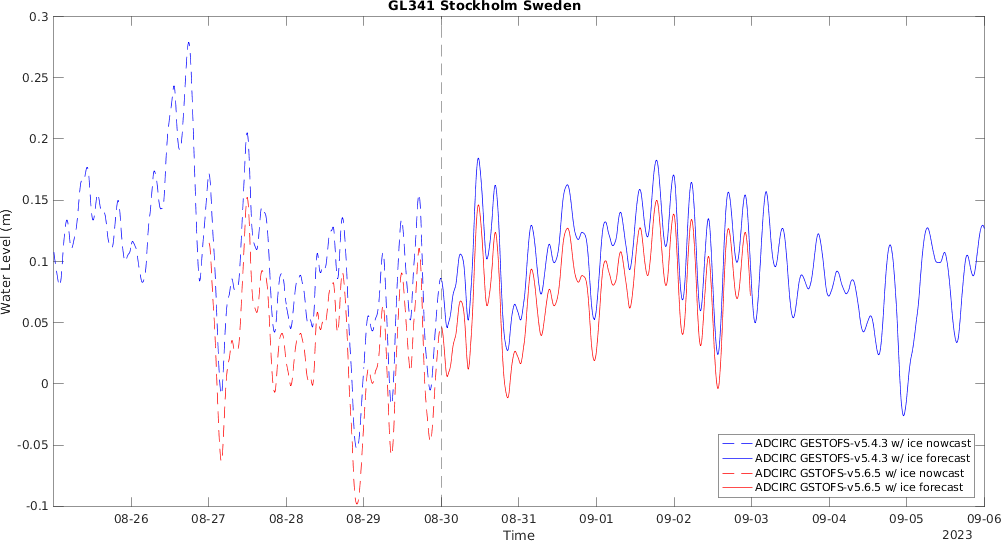 GL341 Stockholm Sweden
0.3
0.25
0.2
0.15
0.1
0.05
0
-0.05
-0.1
Water Level (m)
ADCIRC GESTOFS-v5.4.3 w/ ice nowcast
ADCIRC GESTOFS-v5.4.3 w/ ice forecast
ADCIRC GSTOFS-v5.6.5 w/ ice nowcast
ADCIRC GSTOFS-v5.6.5 w/ ice forecast
08-26 08-27 08-28 08-29 08-30 08-31 09-01 09-02 09-03 09-04 09-05 09-06
Time
2023